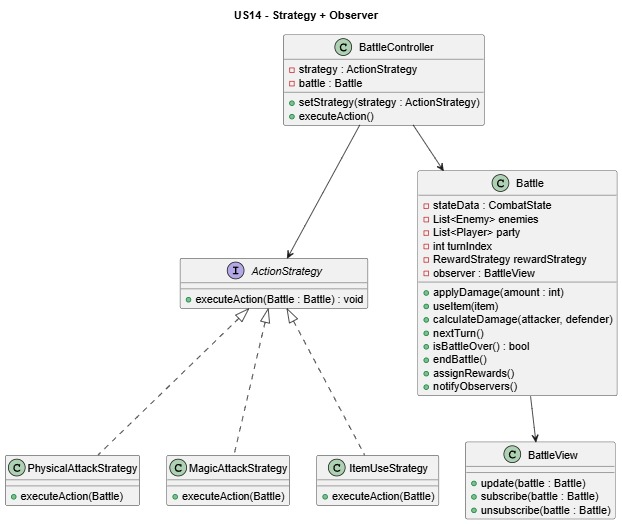 US14 - Strategy + Observer
C BattleController
strategy : ActionStrategy
battle : Battle
setStrategy(strategy : ActionStrategy)
executeAction()
C Battle
stateData : CombatState
List<Enemy> enemies
List<Player> party
int turnIndex
RewardStrategy rewardStrategy
observer : BattleView
applyDamage(amount : int)
useItem(item)
calculateDamage(attacker, defender)
nextTurn()
isBattleOver() : bool
endBattle()
assignRewards()
notifyObservers()
I ActionStrategy
executeAction(Battle : Battle) : void
C PhysicalAttackStrategy
executeAction(Battle)
C MagicAttackStrategy
executeAction(Battle)
C ItemUseStrategy
executeAction(Battle)
C BattleView
update(battle : Battle)
subscribe(battle : Battle)
unsubscribe(battle : Battle)